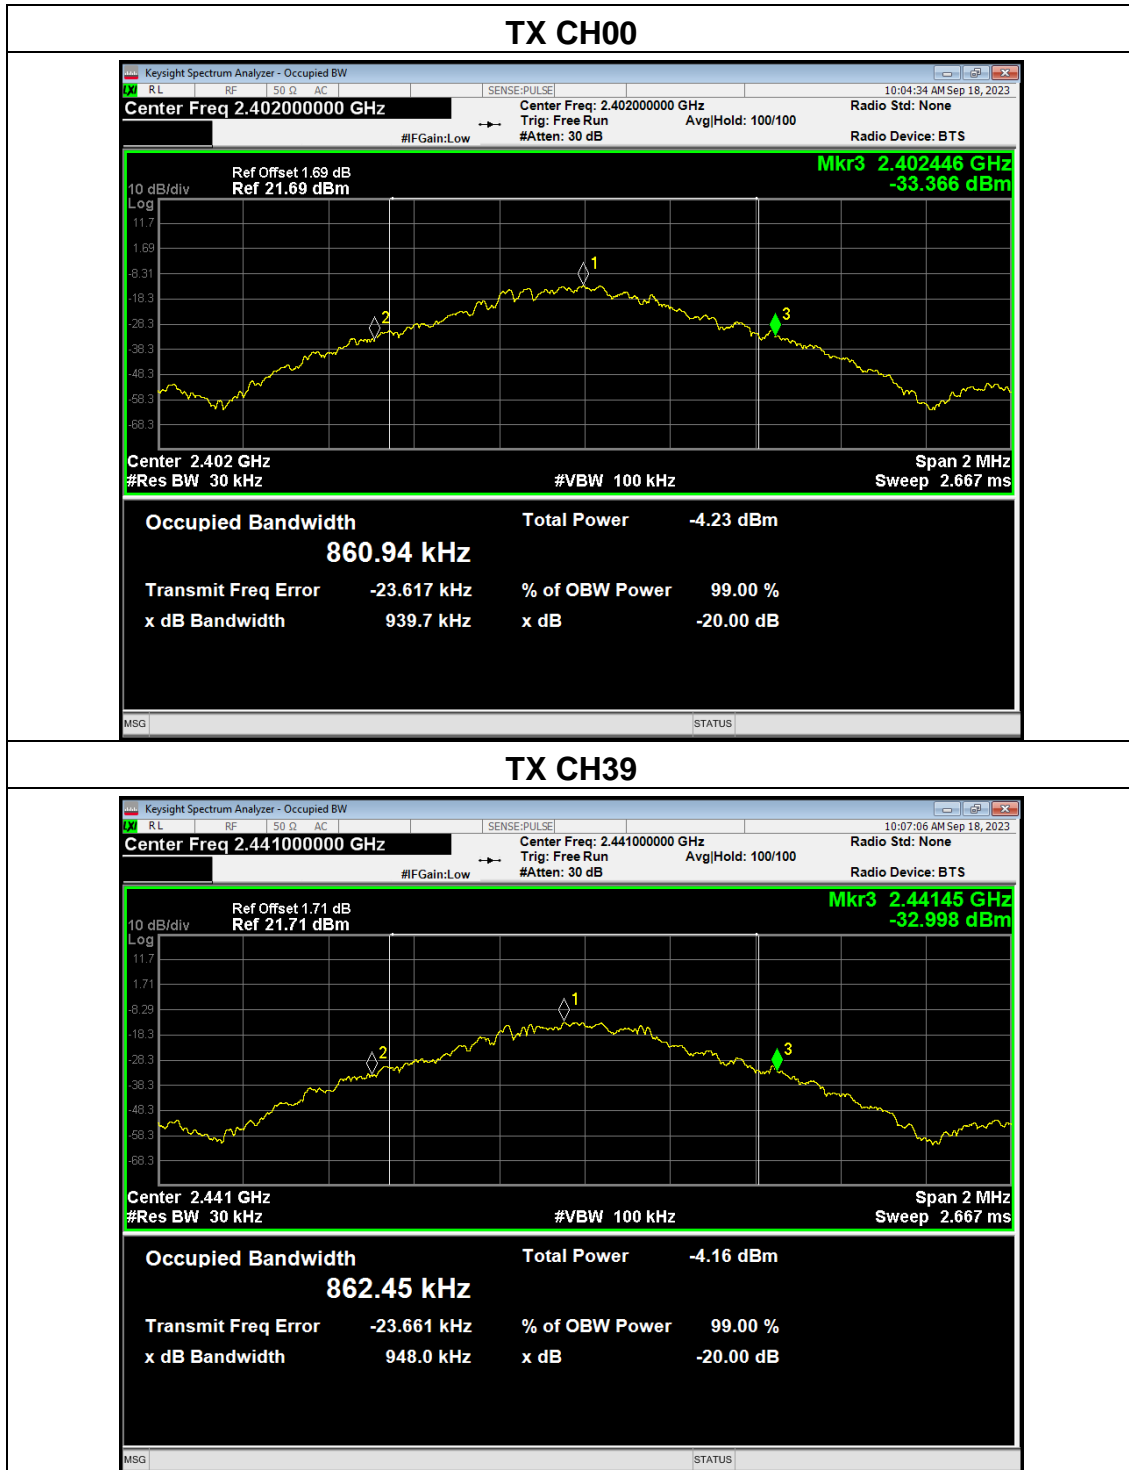 TX CH00
Keysight Spectrum Analyzer - Occupied BW
LXI RL RF 50 Ω AC SENSE:PULSE 10:04:34 AM Sep 18, 2023
Center Freq 2.402000000 GHz Center Freq: 2.402000000 GHz Radio Std: None
Trig: Free Run Avg|Hold: 100/100
#IFGain:Low #Atten: 30 dB Radio Device: BTS
Mkr3 2.402446 GHz
-33.366 dBm
Ref Offset 1.69 dB
10 dB/div Ref 21.69 dBm
Log
11.7
1.69
-8.31
-18.3
-28.3
-38.3
-48.3
-58.3
-68.3
1
2
3
Center 2.402 GHz Span 2 MHz
#Res BW 30 kHz #VBW 100 kHz Sweep 2.667 ms
Occupied Bandwidth Total Power -4.23 dBm
860.94 kHz
Transmit Freq Error -23.617 kHz % of OBW Power 99.00 %
x dB Bandwidth 939.7 kHz x dB -20.00 dB
MSG STATUS
TX CH39
Keysight Spectrum Analyzer - Occupied BW
LXI RL RF 50 Ω AC SENSE:PULSE 10:07:06 AM Sep 18, 2023
Center Freq 2.441000000 GHz Center Freq: 2.441000000 GHz Radio Std: None
Trig: Free Run Avg|Hold: 100/100
#IFGain:Low #Atten: 30 dB Radio Device: BTS
Mkr3 2.44145 GHz
-32.998 dBm
Ref Offset 1.71 dB
10 dB/div Ref 21.71 dBm
Log
11.7
1.71
-8.29
-18.3
-28.3
-38.3
-48.3
-58.3
-68.3
1
2
3
Center 2.441 GHz Span 2 MHz
#Res BW 30 kHz #VBW 100 kHz Sweep 2.667 ms
Occupied Bandwidth Total Power -4.16 dBm
862.45 kHz
Transmit Freq Error -23.661 kHz % of OBW Power 99.00 %
x dB Bandwidth 948.0 kHz x dB -20.00 dB
MSG STATUS